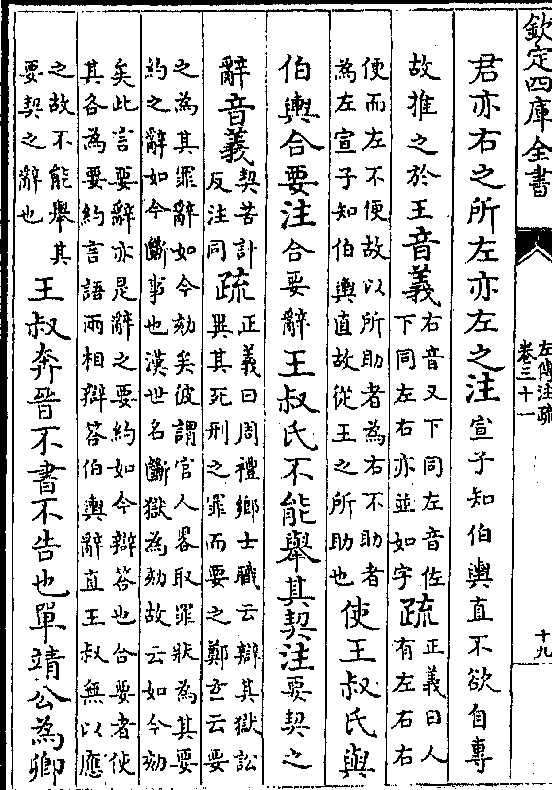 欽定四庫全書
左傳注疏
卷三十一
十九
君亦右之所左亦左之注宣子知伯輿直不欲自專
故推之於王音義右音又下同左音佐
下同左右亦並如字疏正義曰人
有左右右
便而左不便故以所助者為右不助者
為左宣子知伯輿直故從王之所助也使王叔氏與
伯輿合要注合要辭王叔氏不能舉其契注要契之
辭音義契苦計
反注同疏正義曰周禮鄉士職云辯其獄訟
異其死刑之罪而要之鄭玄云要
之為其罪辭如今劾矣彼謂官人畧取罪狀為其要
約之辭如今斷事也漢世名斷獄為劾故云如今劾
矣此言要辭亦是辭之要約如今辯答也合要者使
其各為要約言語兩相辯答伯輿辭直王叔無以應
之故不能舉其
要契之辭也王叔奔晉不書不告也單靖公為卿